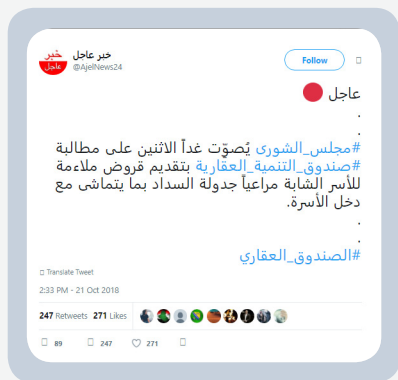 خبر عاجل
@AjelNews24
خبر
عاجل
Follow
عاجل
.
.
#مجلس_الشورى يُصوّت غداً الاثنين على مطالبة
#صندوق_التنمية_العقّارية بتقديم قروض ملاءمة
للأسر الشابة مراعياً جدولة السداد بما يتماشى مع
دخل الأسرة.
.
.
#الصندوق_العقاري
Translate Tweet
2:33 PM - 21 Oct 2018
247 Retweets 271 Likes
89 247 271